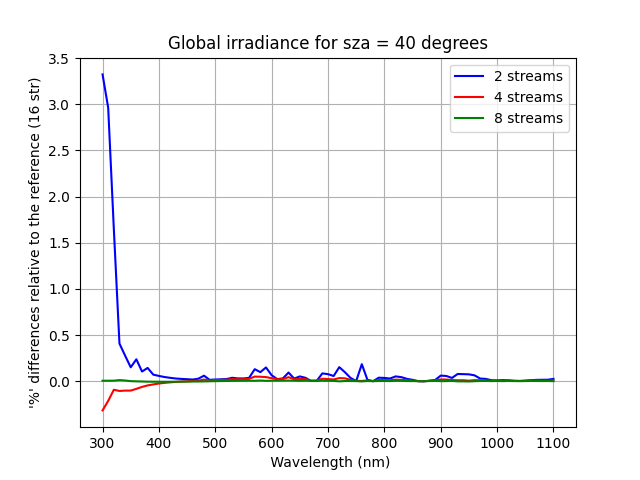 Global irradiance for sza = 40 degrees
2 streams
4 streams
8 streams
'%' differences relative to the reference (16 str)
3.5
3.0
2.5
2.0
1.5
1.0
0.5
0.0
300 400 500 600 700 800 900 1000 1100
Wavelength (nm)